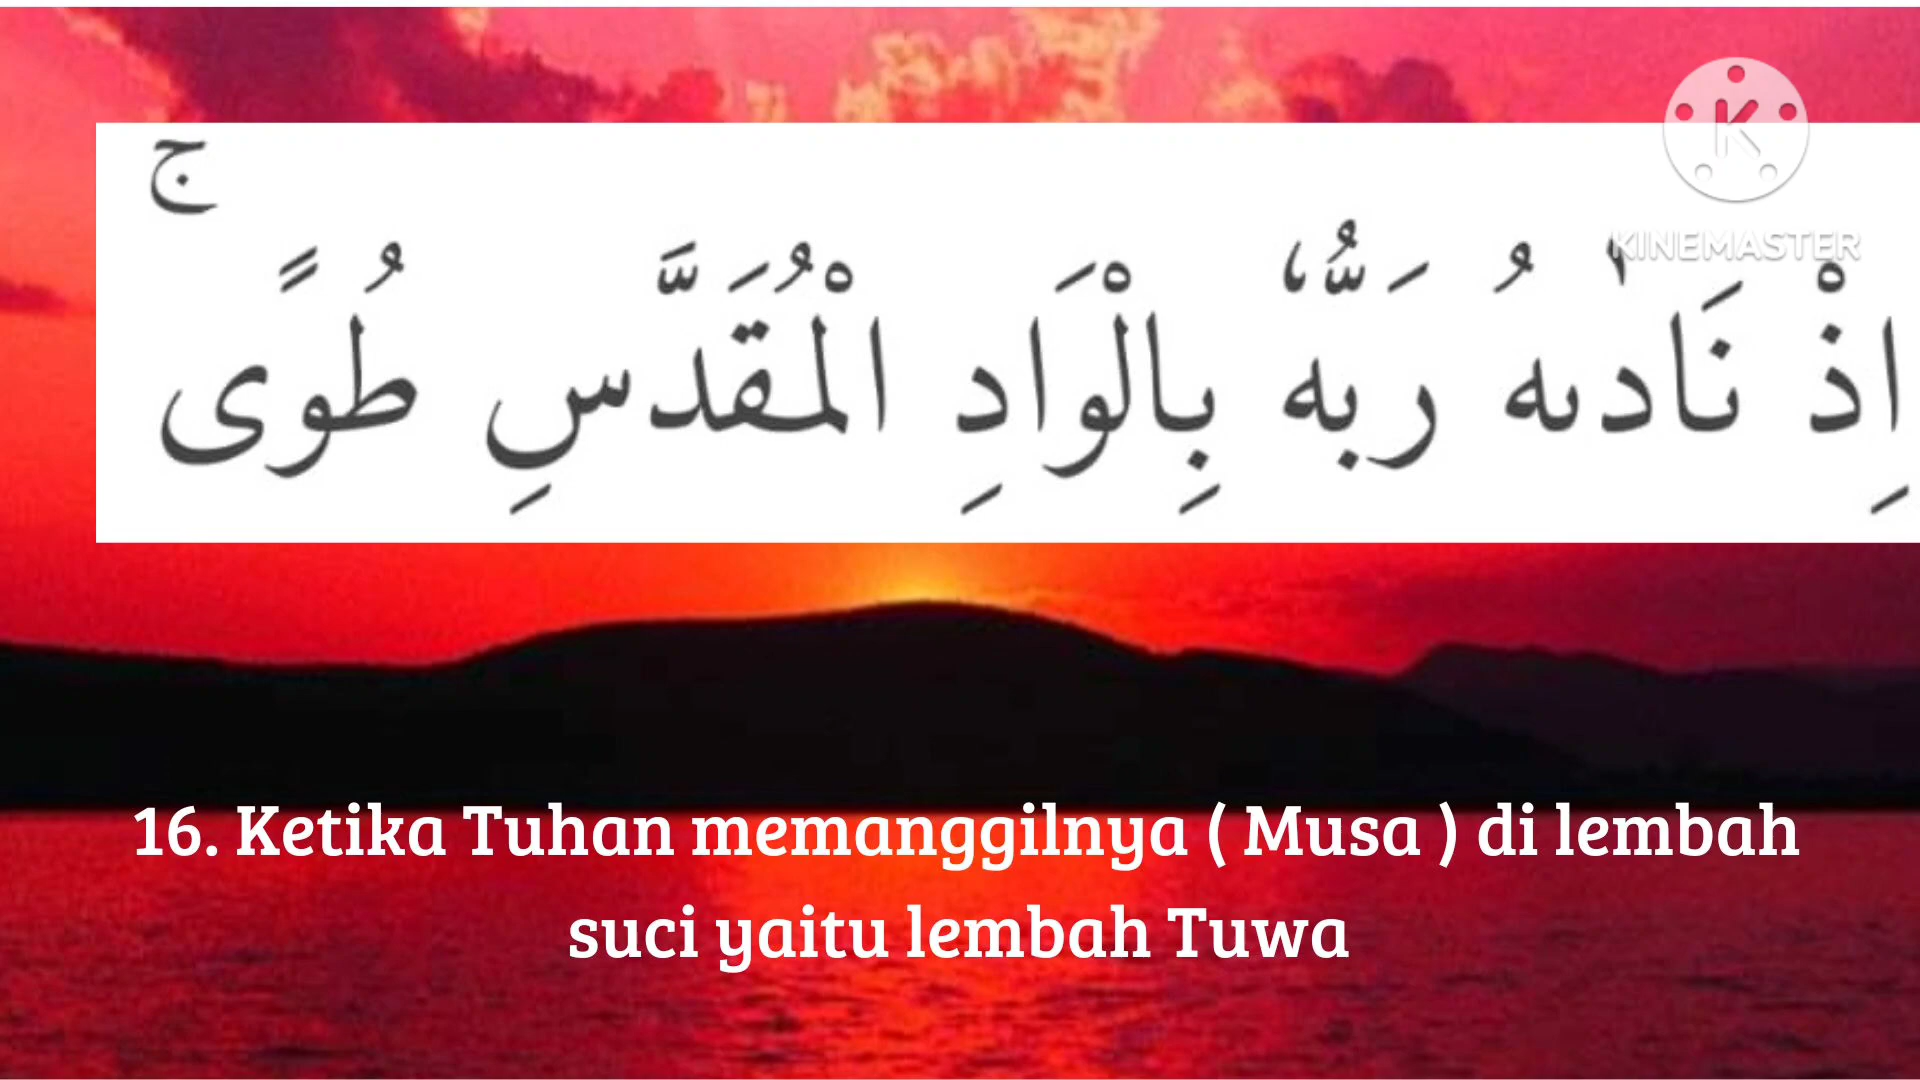 KINEMASTER
اِذْ نَادٰىهُ رَبُّهٗ بِالْوَادِ الْمُقَدَّسِ طُوًى ۚ
16. Ketika Tuhan memanggilnya ( Musa ) di lembah
suci yaitu lembah Tuwa